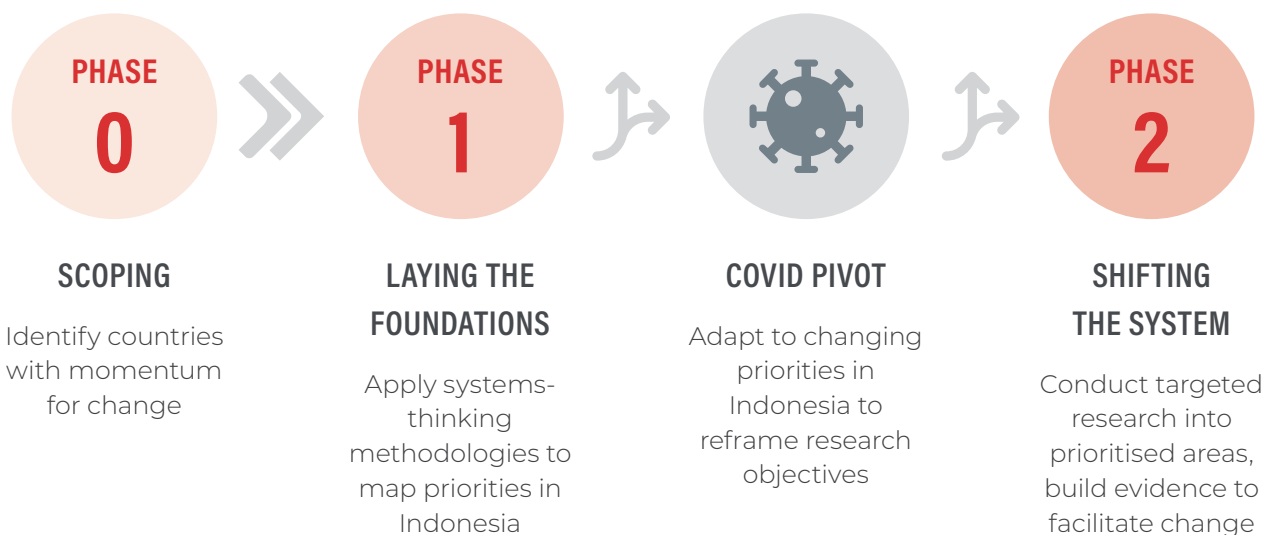 PHASE
0
SCOPING
Identify countries
with momentum
for change
PHASE
1
LAYING THE
FOUNDATIONS
Apply systems-
thinking
methodologies to
map priorities in
Indonesia
COVID PIVOT
Adapt to changing
priorities in
Indonesia to
reframe research
objectives
PHASE
2
SHIFTING
THE SYSTEM
Conduct targeted
research into
prioritised areas,
build evidence to
facilitate change